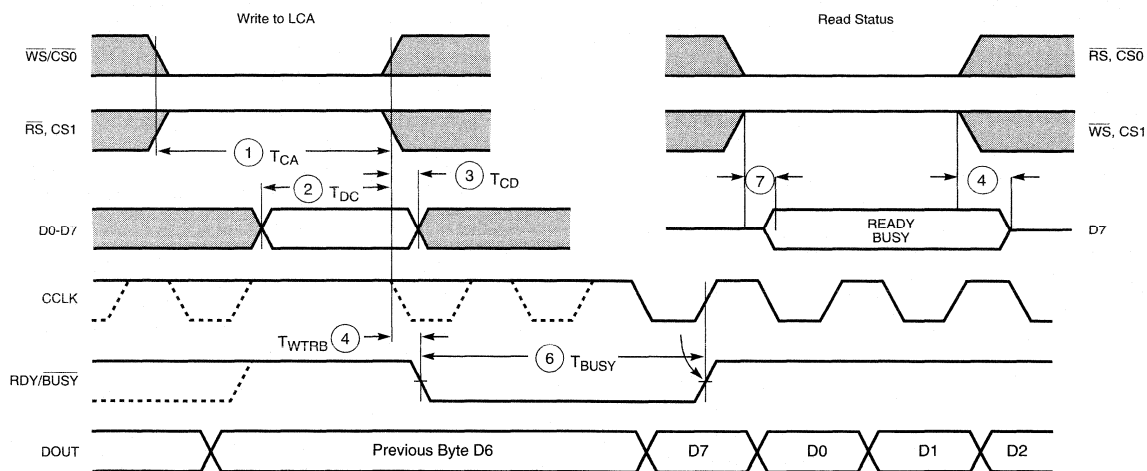 Write to LCA
Read Status
WS/CS0
RS, CS0
RS, CS1
WS, CS1
1 TCA
2 TDC
3 TCD
7
4
D0-D7
READY
BUSY
D7
CCLK
TWTRB 4
6 TBUSY
RDY/BUSY
DOUT
Previous Byte D6
D7
D0
D1
D2